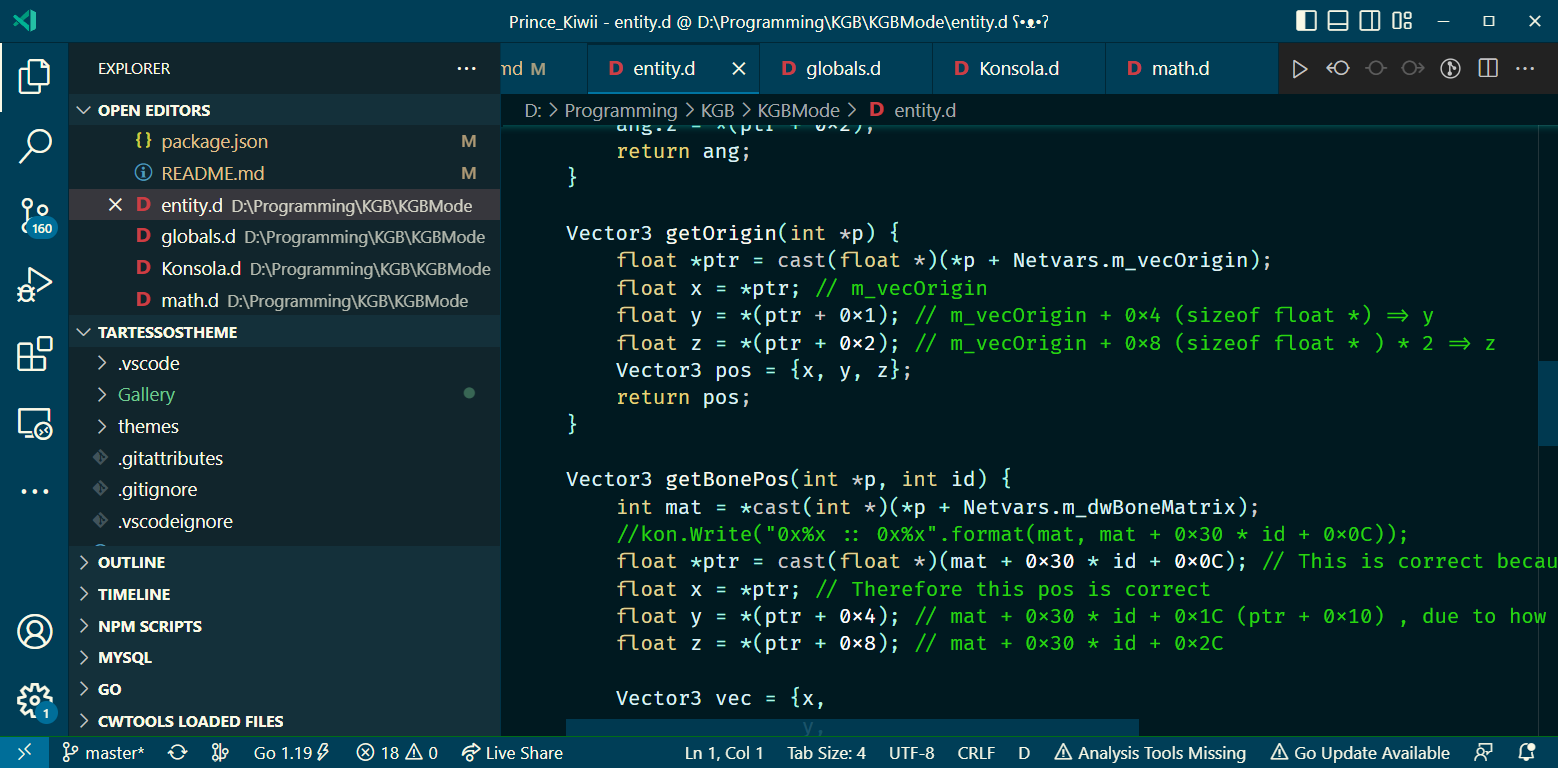 Prince_Kiwii - entity.d @ D:\Programming\KGB\KGBMode\entity.d ʕ•ᴥ•ʔ
EXPLORER
md M
entity.d
globals.d
Konsola.d
math.d
D: > Programming > KGB > KGBMode > D entity.d
OPEN EDITORS
{} package.json M
README.md M
D entity.d D:\Programming\KGB\KGBMode
D globals.d D:\Programming\KGB\KGBMode
D Konsola.d D:\Programming\KGB\KGBMode
D math.d D:\Programming\KGB\KGBMode
TARTESSOSTHEME
.vscode
Gallery
themes
.gitattributes
.gitignore
.vscodeignore
OUTLINE
TIMELINE
NPM SCRIPTS
MYSQL
GO
CWTOOLS LOADED FILES
160
1
ang.z = *(ptr + 0×2);
return ang;
}
Vector3 getOrigin(int *p) {
float *ptr = cast(float *)(*p + Netvars.m_vecOrigin);
float x = *ptr; // m_vecOrigin
float y = *(ptr + 0×1); // m_vecOrigin + 0×4 (sizeof float *) ⇒ y
float z = *(ptr + 0×2); // m_vecOrigin + 0×8 (sizeof float * ) * 2 ⇒ z
Vector3 pos = {x, y, z};
return pos;
}
Vector3 getBonePos(int *p, int id) {
int mat = *cast(int *)(*p + Netvars.m_dwBoneMatrix);
//kon.Write("0x%x :: 0x%x".format(mat, mat + 0×30 * id + 0×0C));
float *ptr = cast(float *)(mat + 0×30 * id + 0×0C); // This is correct becau
float x = *ptr; // Therefore this pos is correct
float y = *(ptr + 0×4); // mat + 0×30 * id + 0×1C (ptr + 0×10) , due to how
float z = *(ptr + 0×8); // mat + 0×30 * id + 0×2C
Vector3 vec = {x,
y,
master* Go 1.19 18 0 Live Share Ln 1, Col 1 Tab Size: 4 UTF-8 CRLF D Analysis Tools Missing Go Update Available